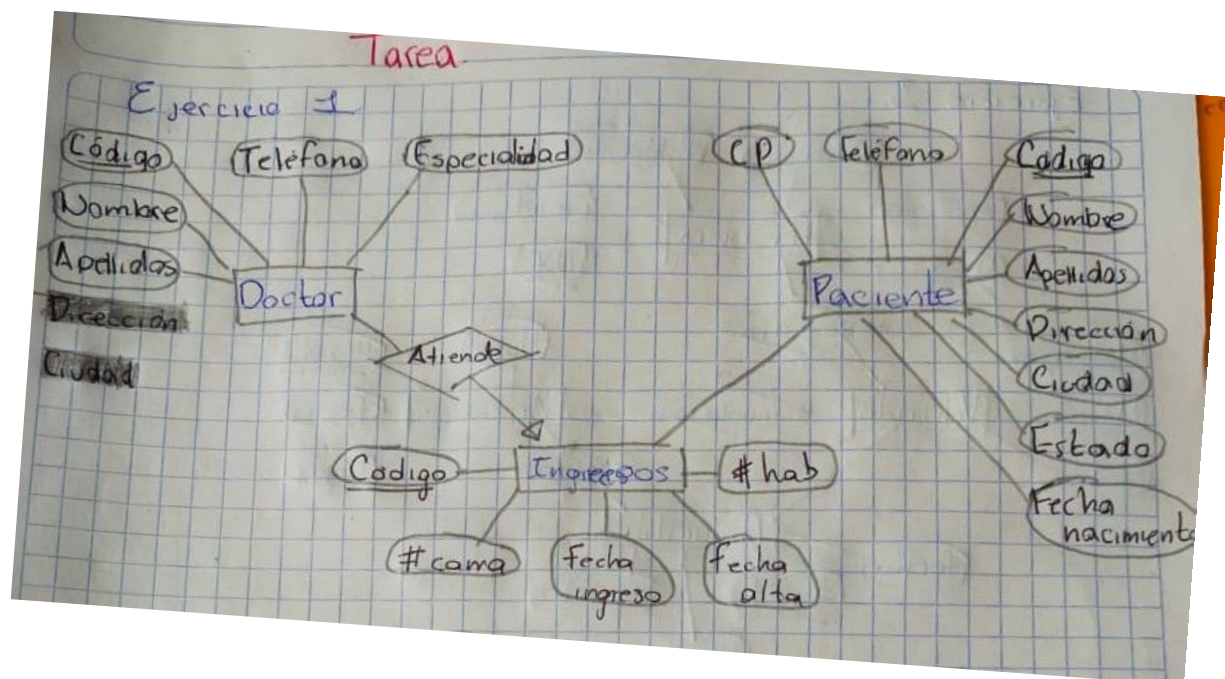 Tarea
Ejercicio 1
Código
Teléfono
Especialidad
Nombre
Apellidos
Dirección
Ciudad
Doctor
Atiende
CP
Teléfono
Código
Nombre
Apellidos
Dirección
Ciudad
Estado
Fecha
nacimiento
Paciente
Código
Ingresos
#hab
#cama
fecha
ingreso
fecha
alta